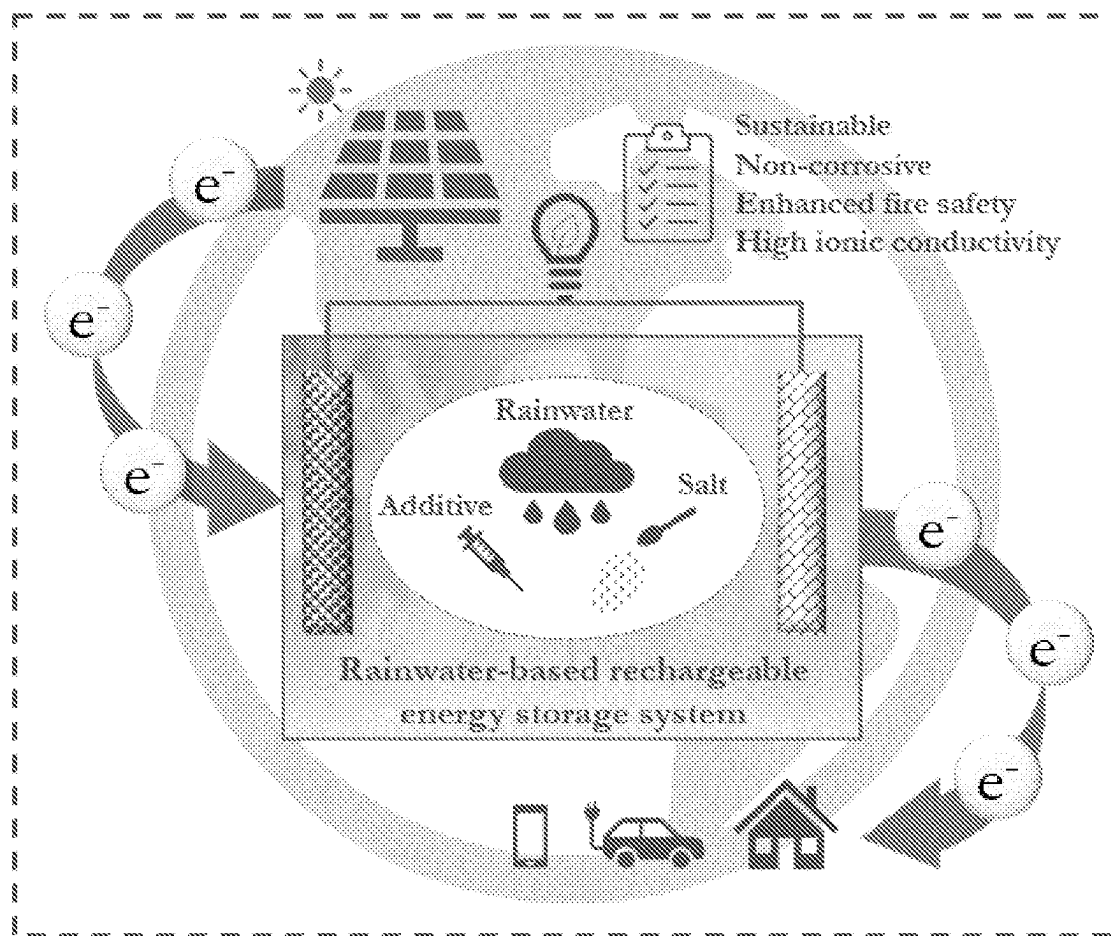 Sustainable
Non-corrosive
Enhanced fire safety
High ionic conductivity
e⁻
e⁻
e⁻
Rainwater
Additive
Salt
e⁻
e⁻
e⁻
Rainwater-based rechargeable
energy storage system